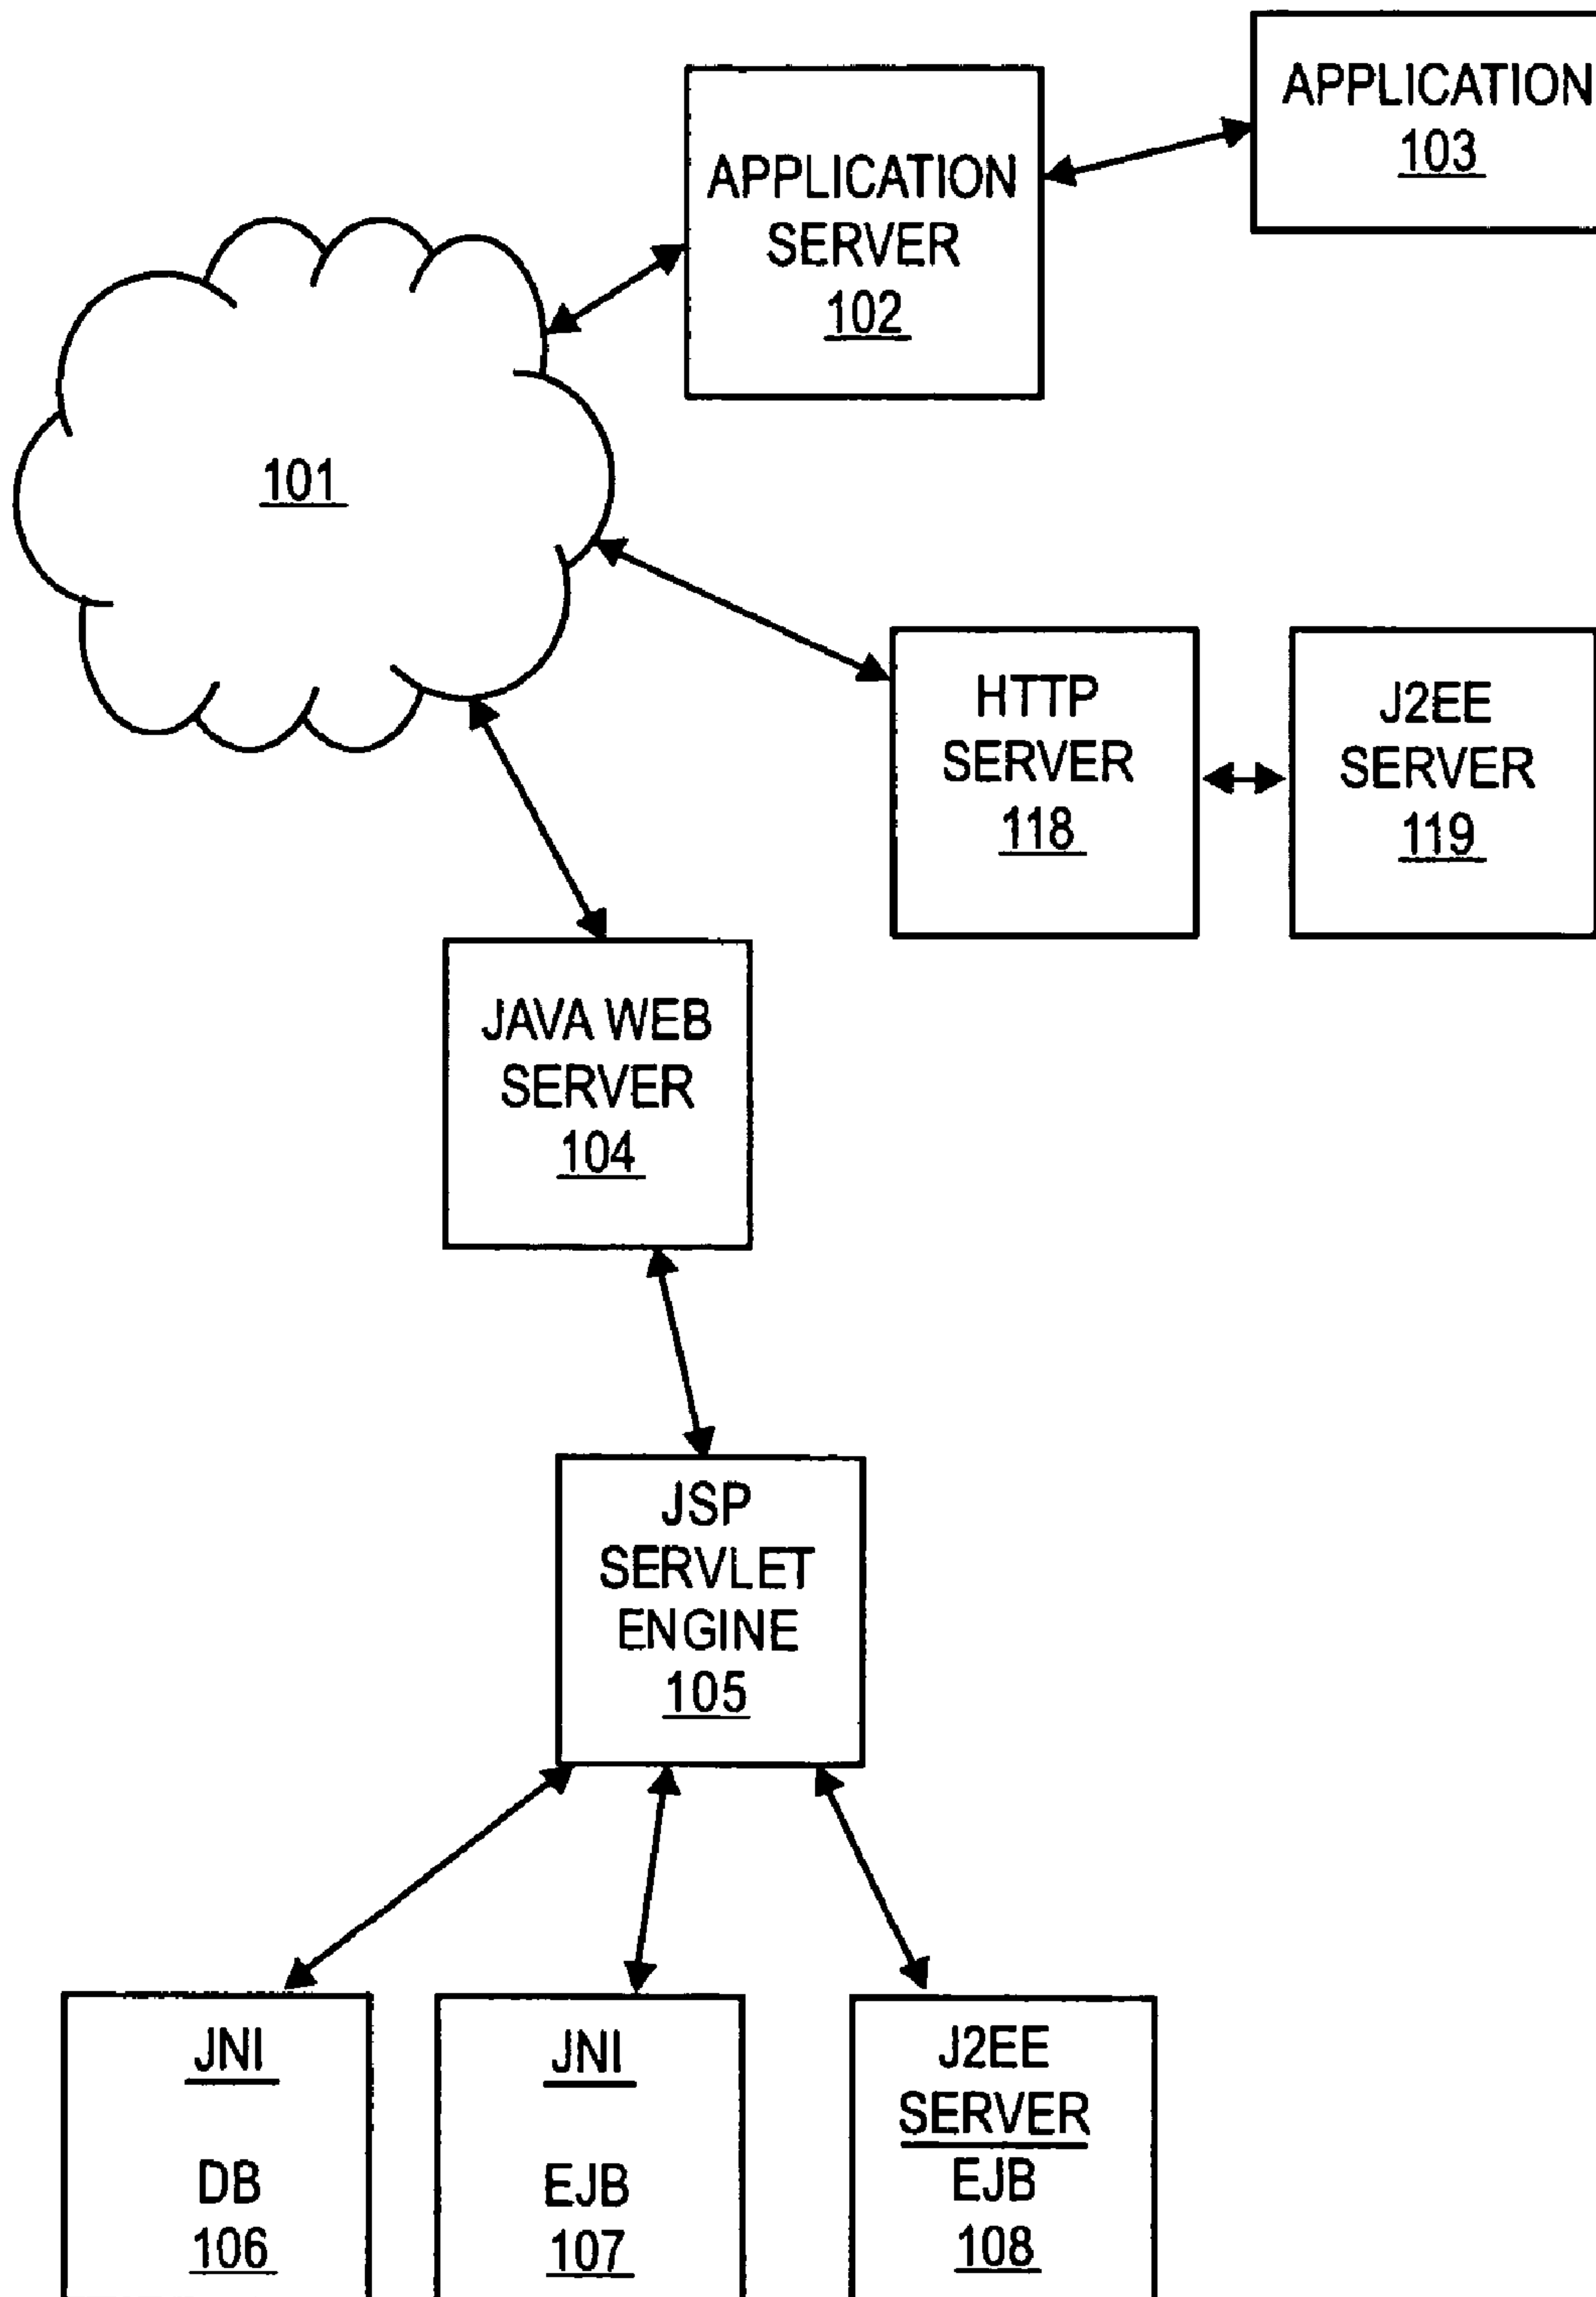 APPLICATION
103
APPLICATION
SERVER
102
101
HTTP
SERVER
118
J2EE
SERVER
119
JAVA WEB
SERVER
104
JSP
SERVLET
ENGINE
105
JNI
DB
106
JNI
EJB
107
J2EE
SERVER
EJB
108